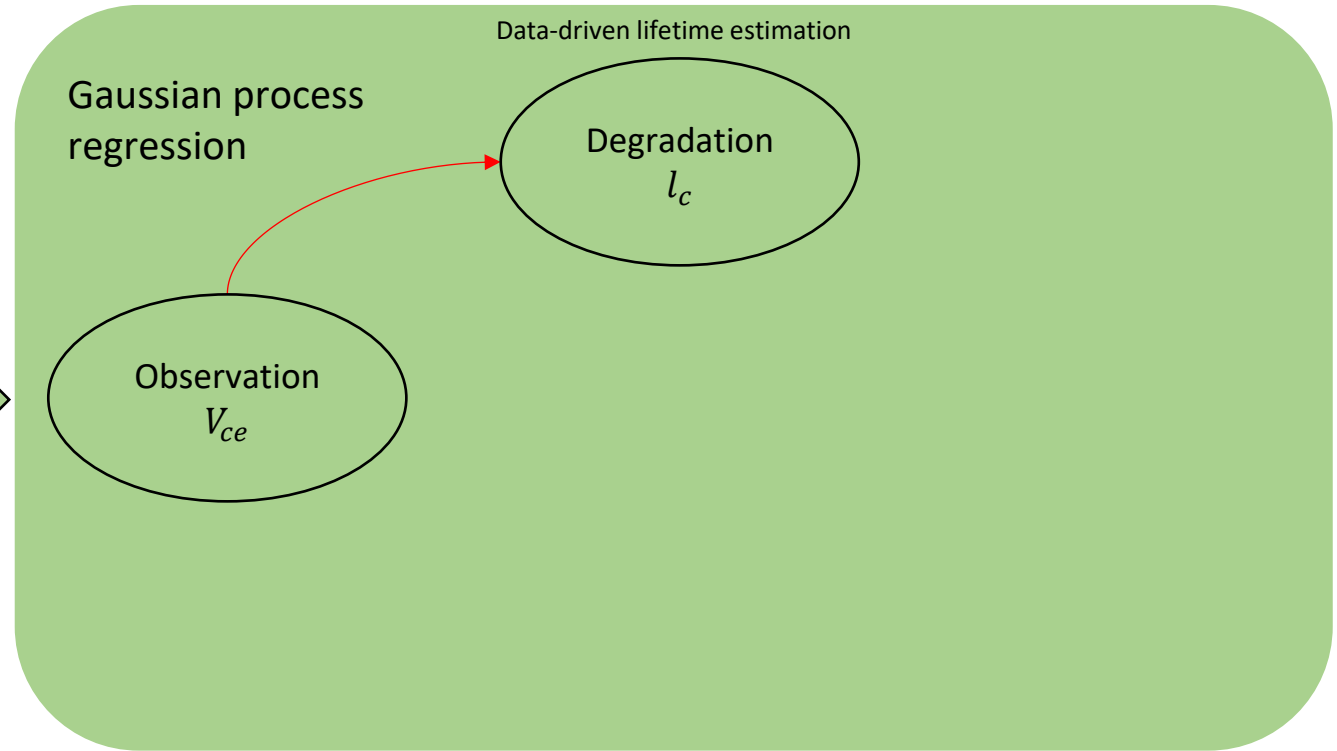 Data-driven lifetime estimation
Gaussian process
regression
Degradation
l_c
Observation
V_ce